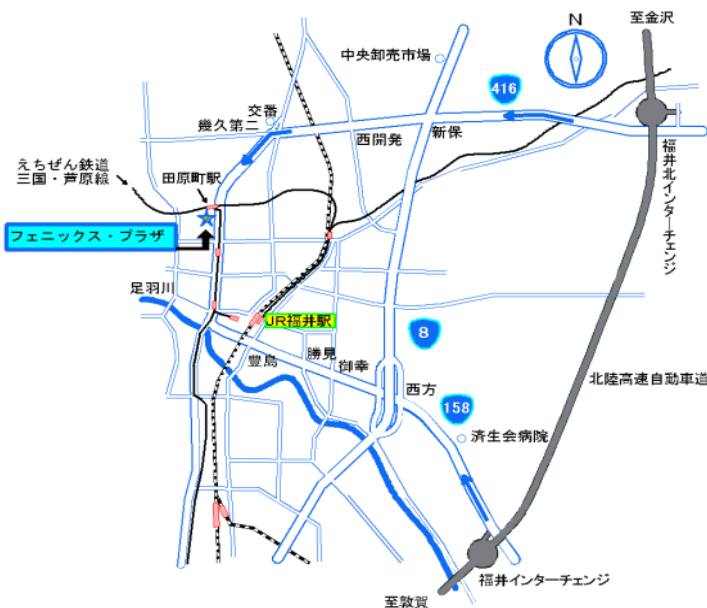 N
至金沢
中央卸売市場
416
交番
幾久第二
西開発
新保
福井北インターチェンジ
えちぜん鉄道
三国・芦原線
田原町駅
フェニックス・プラザ
足羽川
JR福井駅
8
豊島
勝見
御幸
西方
北陸高速自動車道
158
済生会病院
福井インターチェンジ
至敦賀